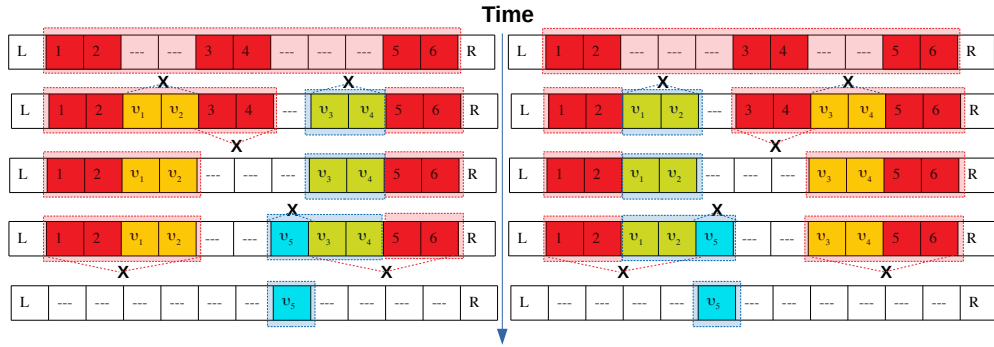 Time
L 1 2 --- --- 3 4 --- --- --- 5 6 R
L 1 2 --- --- --- 3 4 --- --- 5 6 R
X X
X X
L 1 2 υ₁ υ₂ 3 4 --- υ₃ υ₄ 5 6 R
L 1 2 υ₁ υ₂ --- 3 4 υ₃ υ₄ 5 6 R
X
X
L 1 2 υ₁ υ₂ --- --- --- υ₃ υ₄ 5 6 R
L 1 2 υ₁ υ₂ --- --- --- υ₃ υ₄ 5 6 R
X
X
L 1 2 υ₁ υ₂ --- --- υ₅ υ₃ υ₄ 5 6 R
L 1 2 υ₁ υ₂ υ₅ --- --- υ₃ υ₄ 5 6 R
X X
X X
L --- --- --- --- --- --- υ₅ --- --- --- --- R
L --- --- --- --- υ₅ --- --- --- --- --- --- R